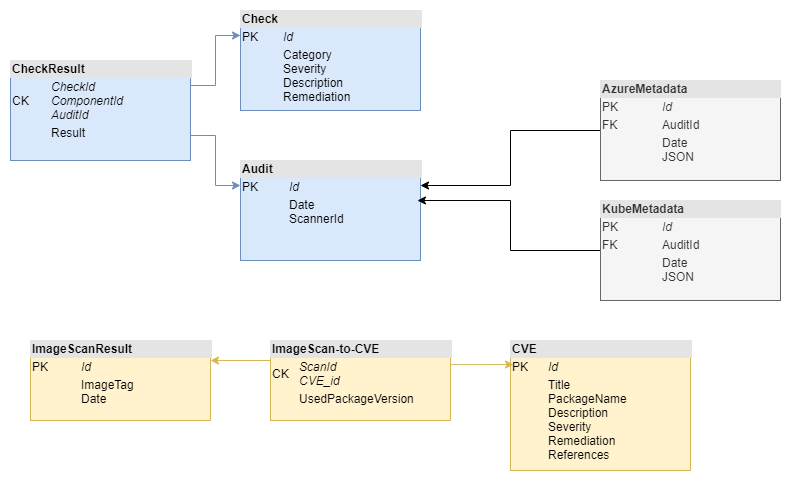 Check
PK Id
Category
Severity
Description
Remediation
CheckResult
CheckId
CK ComponentId
AuditId
Result
Audit
PK Id
Date
ScannerId
AzureMetadata
PK Id
FK AuditId
Date
JSON
KubeMetadata
PK Id
FK AuditId
Date
JSON
ImageScanResult
PK Id
ImageTag
Date
ImageScan-to-CVE
ScanId
CK
CVE_id
UsedPackageVersion
CVE
PK Id
Title
PackageName
Description
Severity
Remediation
References